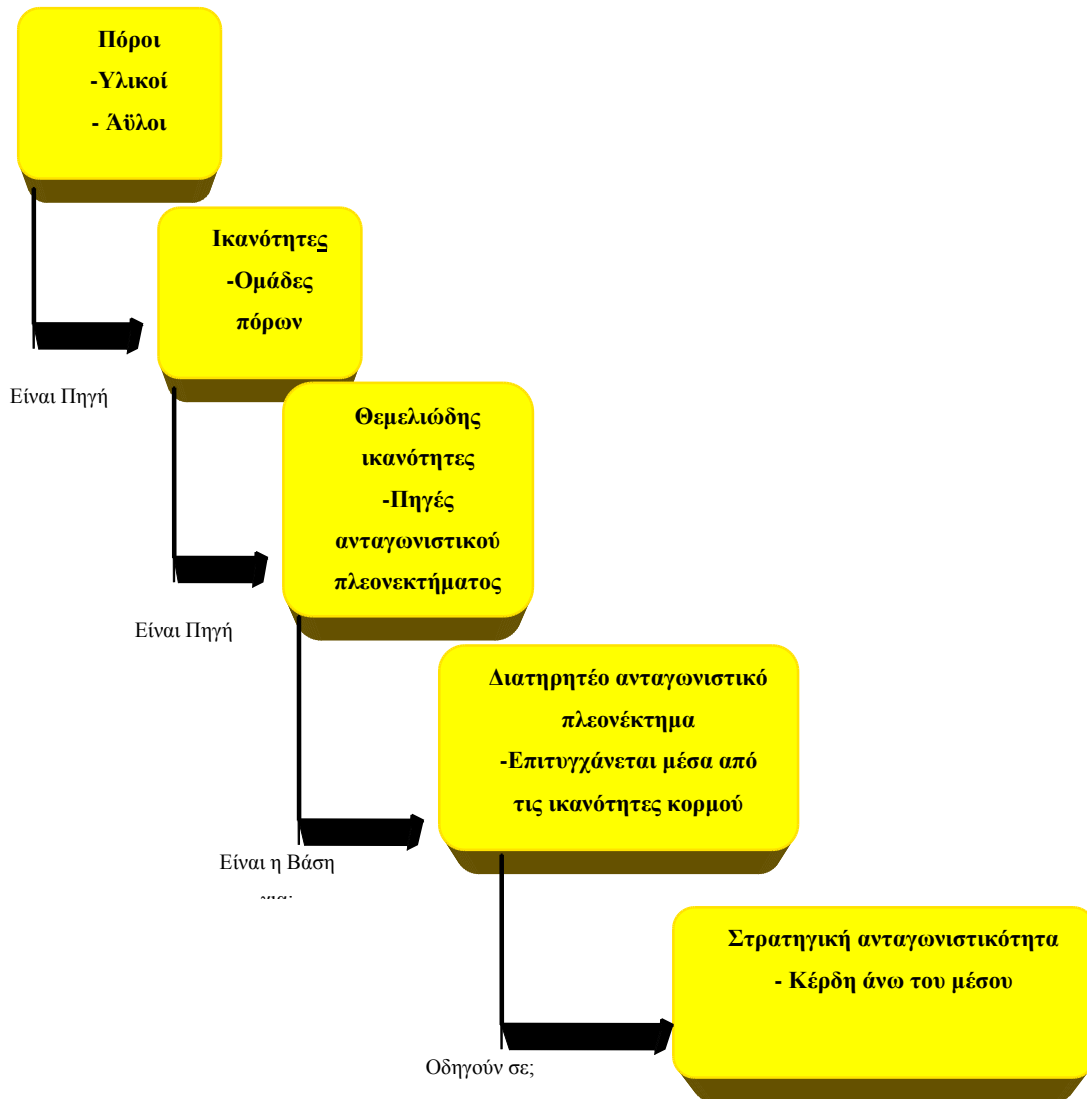 Πόροι
-Υλικοί
- Άϋλοι
Ικανότητες
-Ομάδες
πόρων
Είναι Πηγή
Θεμελιώδης
ικανότητες
-Πηγές
ανταγωνιστικού
πλεονεκτήματος
Είναι Πηγή
Διατηρητέο ανταγωνιστικό
πλεονέκτημα
-Επιτυγχάνεται μέσα από
τις ικανότητες κορμού
Είναι η Βάση
Στρατηγική ανταγωνιστικότητα
- Κέρδη άνω του μέσου
Οδηγούν σε;